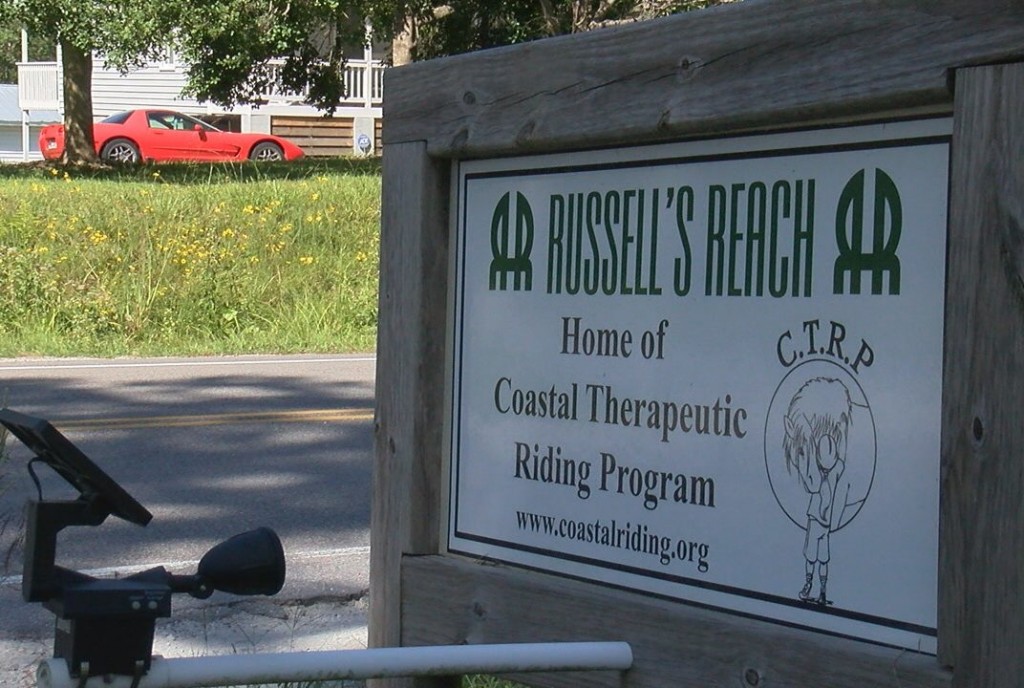 RUSSELL'S REACH
Home of
Coastal Therapeutic
Riding Program
www.coastalriding.org
C.T.R.P